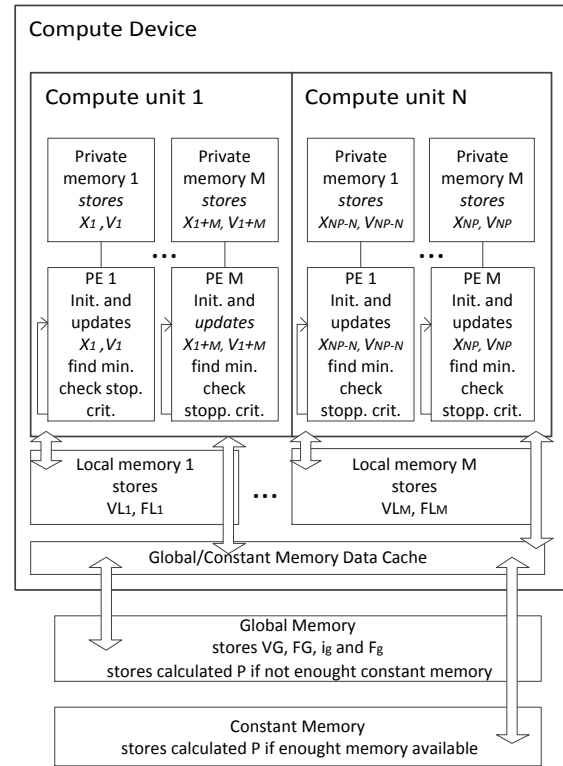 Compute Device
Compute unit 1
Private
memory 1
stores
X1 ,V1
Private
memory M
stores
X1+M, V1+M
...
PE 1
Init. and
updates
X1 ,V1
find min.
check stop.
crit.
PE M
Init. and
updates
X1+M, V1+M
find min.
check
stopp. crit.
Compute unit N
Private
memory 1
stores
XNP-N, VNP-N
Private
memory M
stores
XNP, VNP
...
PE 1
Init. and
updates
XNP-N, VNP-N
find min.
check
stopp. crit.
PE M
Init. and
updates
XNP, VNP
find min.
check
stopp. crit.
Local memory 1
stores
VL1, FL1
...
Local memory M
stores
VLM, FLM
Global/Constant Memory Data Cache
Global Memory
stores VG, FG, ig and Fg
stores calculated P if not enought constant memory
Constant Memory
stores calculated P if enought memory available